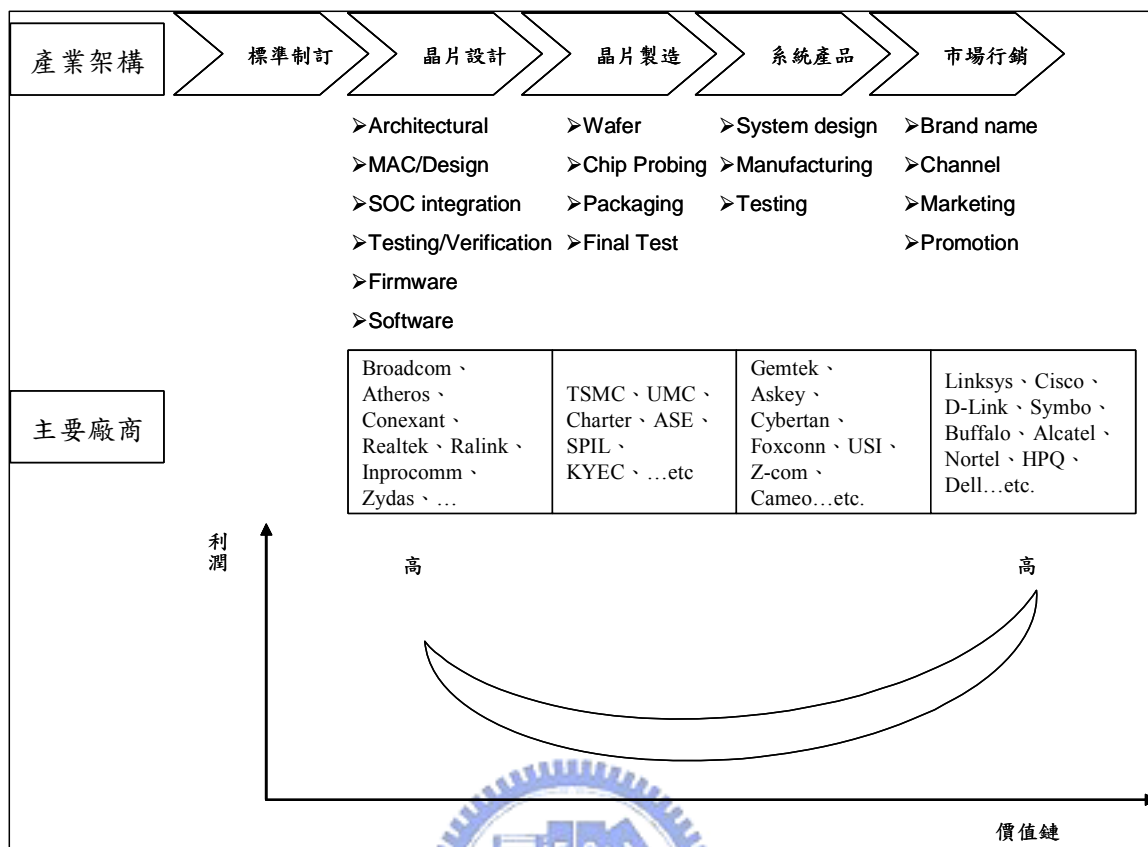 產業架構
標準制訂
晶片設計
晶片製造
系統產品
市場行銷
➢Architectural
➢MAC/Design
➢SOC integration
➢Testing/Verification
➢Firmware
➢Software
➢Wafer
➢Chip Probing
➢Packaging
➢Final Test
➢System design
➢Manufacturing
➢Testing
➢Brand name
➢Channel
➢Marketing
➢Promotion
主要廠商
Broadcom、
Atheros、
Conexant、
Realtek、Ralink、
Inprocomm、
Zydas、…
TSMC、UMC、
Charter、ASE、
SPIL、
KYEC、…etc
Gemtek、
Askey、
Cybertan、
Foxconn、USI、
Z-com、
Cameo…etc.
Linksys、Cisco、
D-Link、Symbo、
Buffalo、Alcatel、
Nortel、HPQ、
Dell…etc.
利
潤
高
高
價值鏈